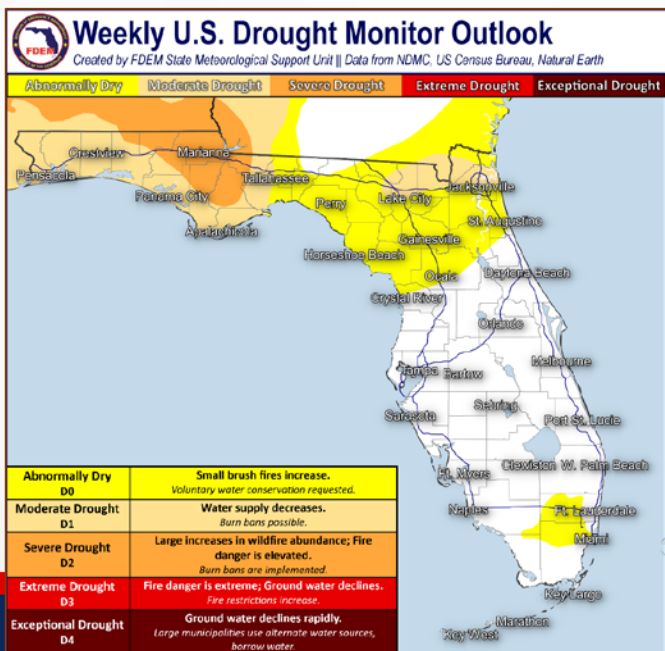 FDEM
Weekly U.S. Drought Monitor Outlook
Created by FDEM State Meteorological Support Unit || Data from NDMC, US Census Bureau, Natural Earth
Abnormally Dry Moderate Drought Severe Drought Extreme Drought Exceptional Drought
Crestview
Marianna
Pensacola
Tallahassee
Panama City
Apalachicola
Perry
Lake City
Jacksonville
St. Augustine
Gainesville
Horseshoe Beach
Ocala
Daytona Beach
Crystal River
Orlando
Tampa
Bartow
Melbourne
Sarasota
Sebring
Port St. Lucie
Ft. Myers
Clewiston
W. Palm Beach
Naples
Ft. Lauderdale
Miami
Key Largo
Marathon
Key West
Abnormally Dry
D0
Small brush fires increase.
Voluntary water conservation requested.
Moderate Drought
D1
Water supply decreases.
Burn bans possible.
Severe Drought
D2
Large increases in wildfire abundance; Fire
danger is elevated.
Burn bans are implemented.
Extreme Drought
D3
Fire danger is extreme; Ground water declines.
Fire restrictions increase.
Exceptional Drought
D4
Ground water declines rapidly.
Large municipalities use alternate water sources,
borrow water.